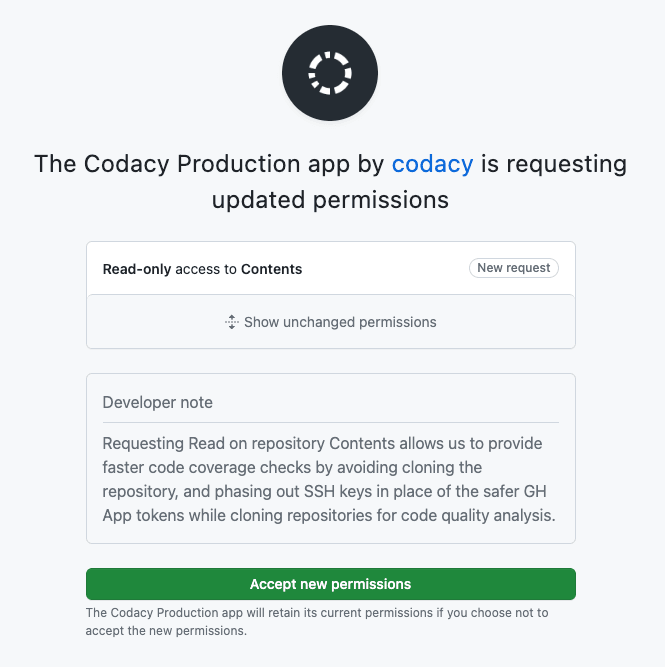 The Codacy Production app by codacy is requesting
updated permissions
Read-only access to Contents
New request
Show unchanged permissions
Developer note
Requesting Read on repository Contents allows us to provide
faster code coverage checks by avoiding cloning the
repository, and phasing out SSH keys in place of the safer GH
App tokens while cloning repositories for code quality analysis.
Accept new permissions
The Codacy Production app will retain its current permissions if you choose not to
accept the new permissions.